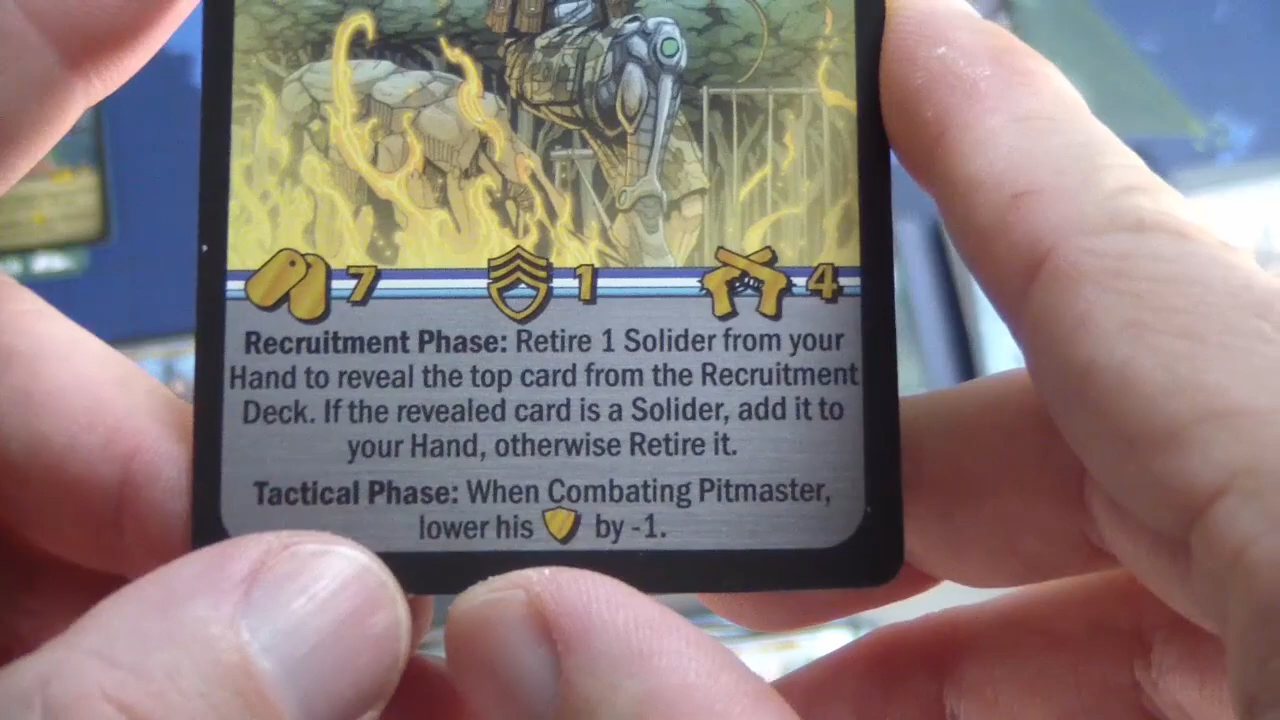 7 1 4
Recruitment Phase: Retire 1 Solider from your
Hand to reveal the top card from the Recruitment
Deck. If the revealed card is a Solider, add it to
your Hand, otherwise Retire it.
Tactical Phase: When Combating Pitmaster,
lower his by -1.